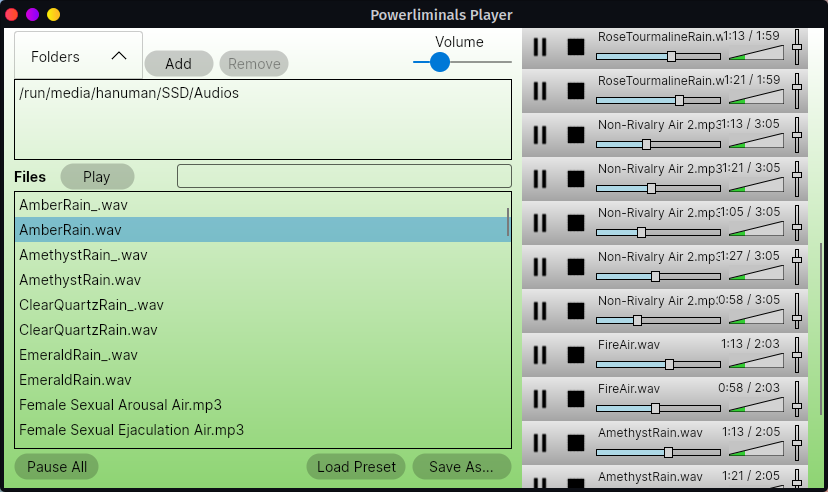 Powerliminals Player
Folders
Add
Remove
Volume
/run/media/hanuman/SSD/Audios
Files
Play
AmberRain_.wav
AmberRain.wav
AmethystRain_.wav
AmethystRain.wav
ClearQuartzRain_.wav
ClearQuartzRain.wav
EmeraldRain_.wav
EmeraldRain.wav
Female Sexual Arousal Air.mp3
Female Sexual Ejaculation Air.mp3
Pause All
Load Preset
Save As...
RoseTourmalineRain.w 1:13 / 1:59
RoseTourmalineRain.w 1:21 / 1:59
Non-Rivalry Air 2.mp3 1:13 / 3:05
Non-Rivalry Air 2.mp3 1:21 / 3:05
Non-Rivalry Air 2.mp3 1:05 / 3:05
Non-Rivalry Air 2.mp3 1:27 / 3:05
Non-Rivalry Air 2.mp3 0:58 / 3:05
FireAir.wav 1:13 / 2:03
FireAir.wav 0:58 / 2:03
AmethystRain.wav 1:13 / 2:05
AmethystRain.wav 1:21 / 2:05